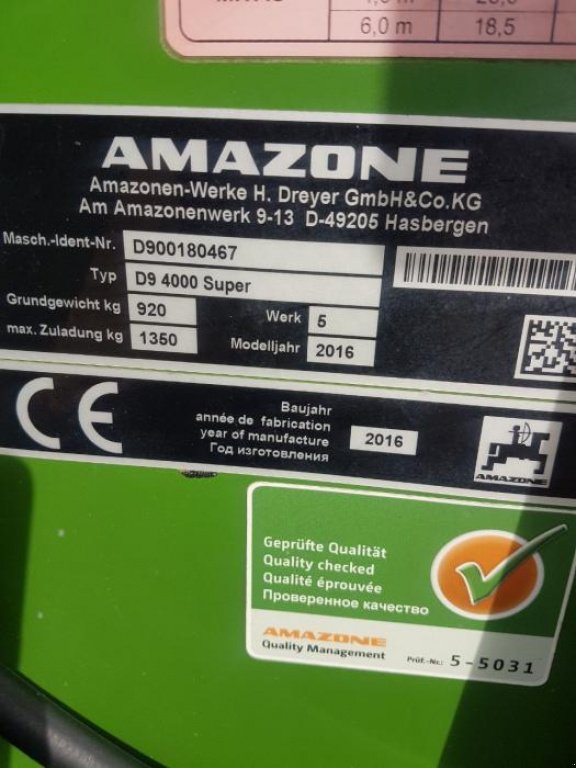 6,0 m 18,5
AMAZONE
Amazonen-Werke H. Dreyer GmbH&Co.KG
Am Amazonenwerk 9-13 D-49205 Hasbergen
Masch.-Ident-Nr. D900180467
Typ D9 4000 Super
Grundgewicht kg 920 Werk 5
max. Zuladung kg 1350 Modelljahr 2016
CE
Baujahr
année de fabrication
year of manufacture 2016
Год изготовления
AMAZONE
Geprüfte Qualität
Quality checked
Qualité éprouvée
Проверенное качество
AMAZONE
Quality Management Prüf.-Nr.: 5-5031